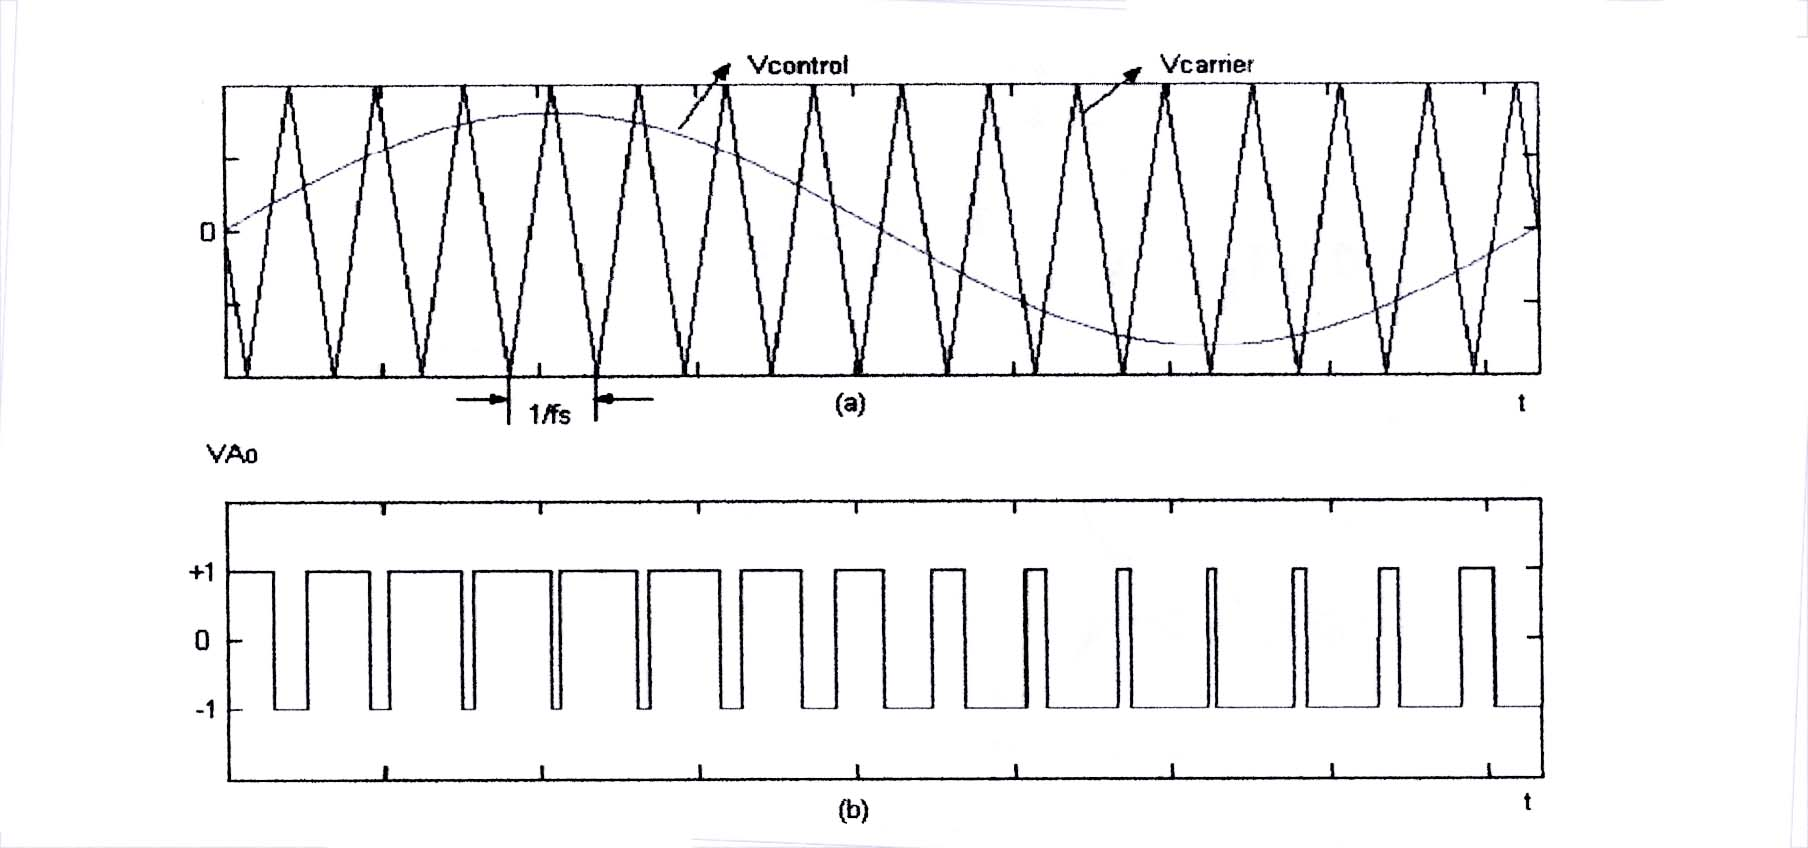 Vcontrol
Vcarrier
0
1/fs
(a)
t
VAo
+1
0
-1
(b)
t